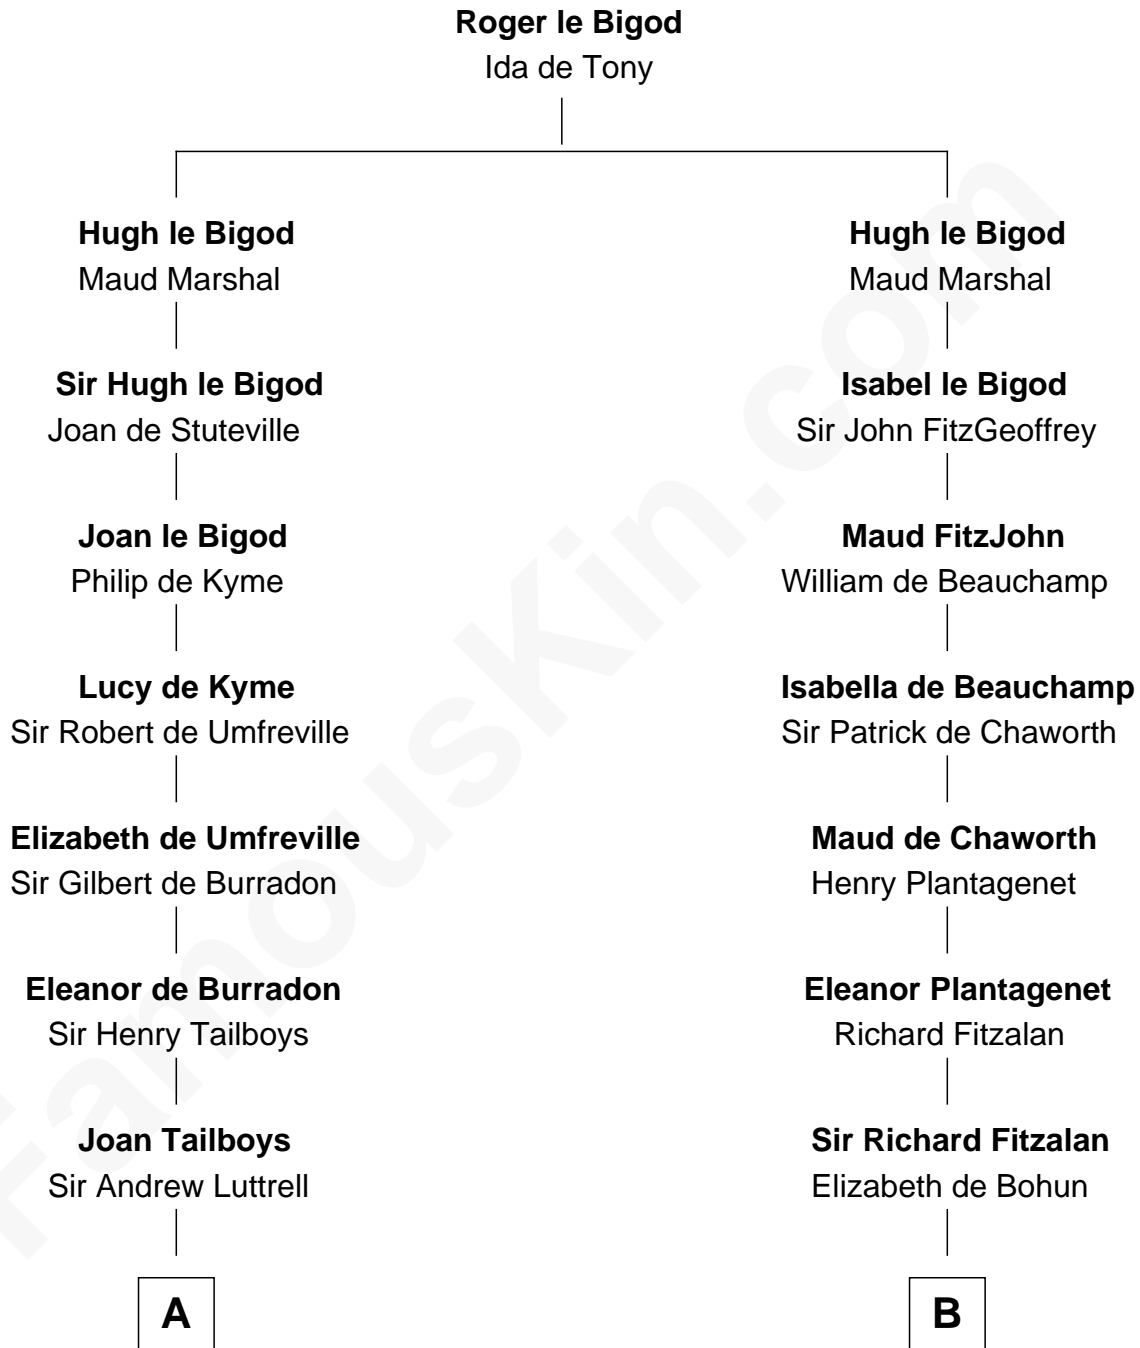 Roger le Bigod
Ida de Tony
Hugh le Bigod
Maud Marshal
Hugh le Bigod
Maud Marshal
Sir Hugh le Bigod
Joan de Stuteville
Isabel le Bigod
Sir John FitzGeoffrey
Joan le Bigod
Philip de Kyme
Maud FitzJohn
William de Beauchamp
Lucy de Kyme
Sir Robert de Umfreville
Isabella de Beauchamp
Sir Patrick de Chaworth
Elizabeth de Umfreville
Sir Gilbert de Burradon
Maud de Chaworth
Henry Plantagenet
Eleanor de Burradon
Sir Henry Tailboys
Eleanor Plantagenet
Richard Fitzalan
Joan Tailboys
Sir Andrew Luttrell
Sir Richard Fitzalan
Elizabeth de Bohun
A
B
FamousKin.com